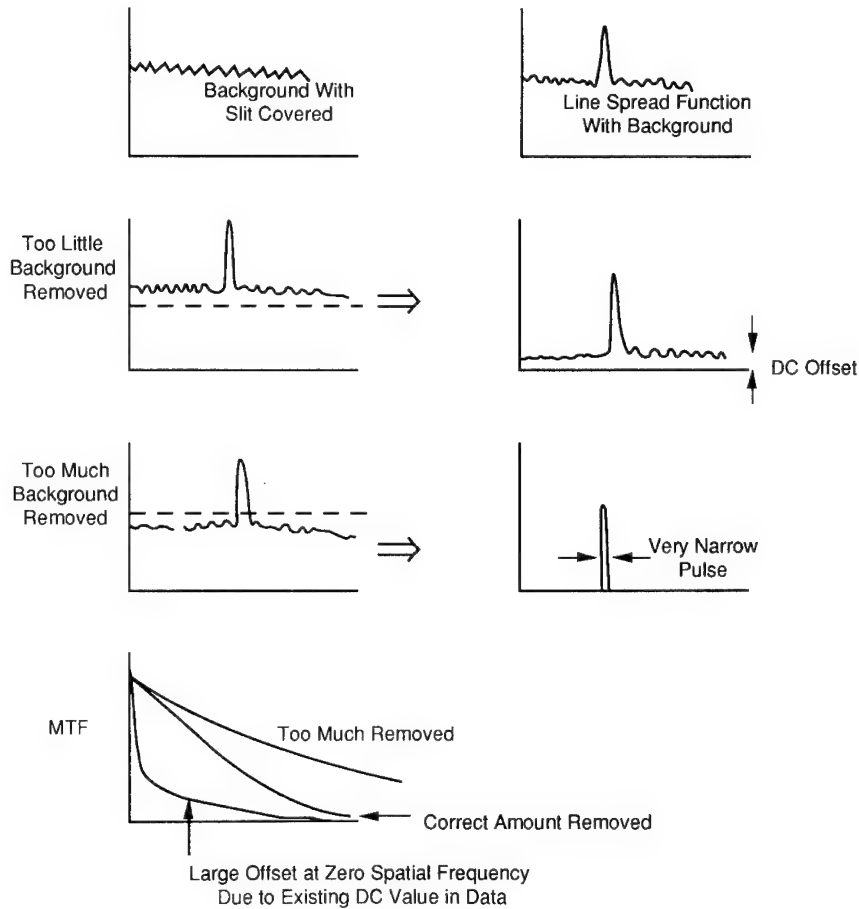 Background With
Slit Covered
Line Spread Function
With Background
Too Little
Background
Removed
DC Offset
Too Much
Background
Removed
Very Narrow
Pulse
MTF
Too Much Removed
Correct Amount Removed
Large Offset at Zero Spatial Frequency
Due to Existing DC Value in Data